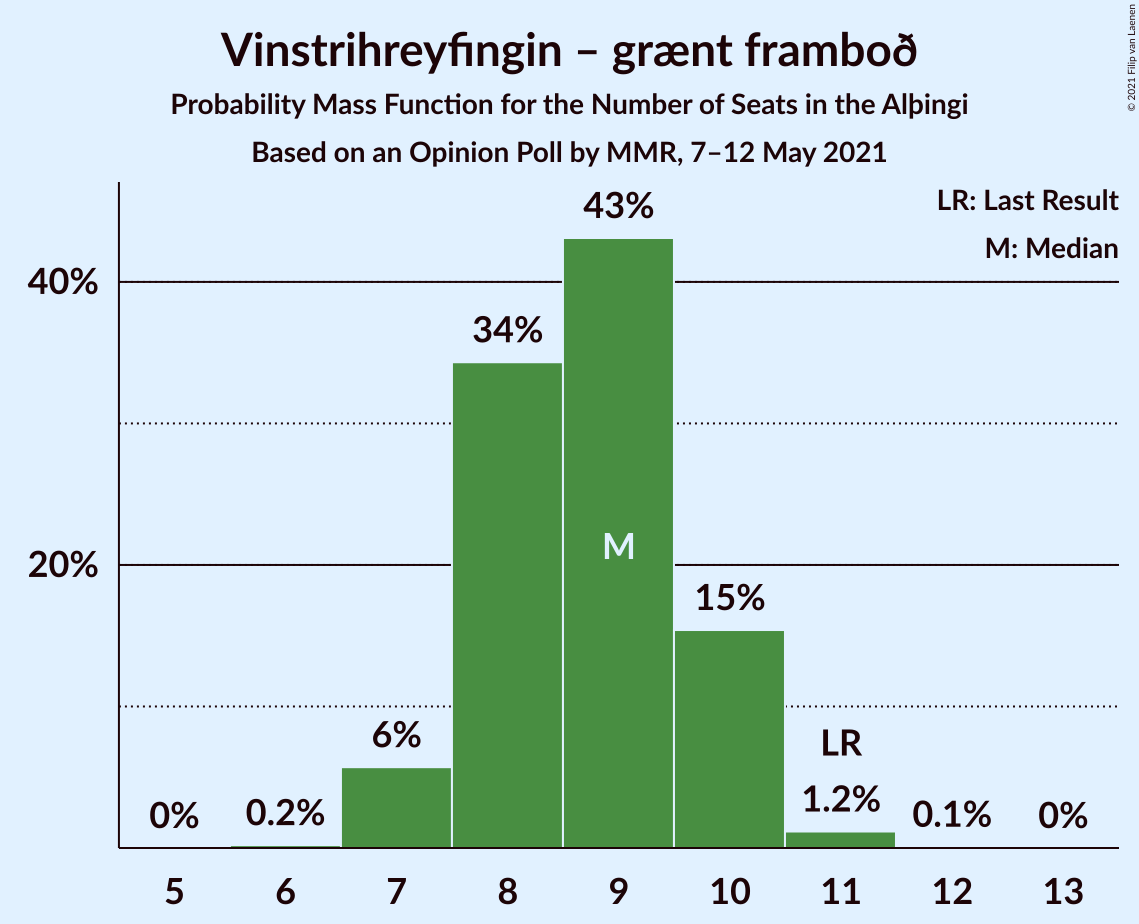 Vinstrihreyfingin – grænt framboð
Probability Mass Function for the Number of Seats in the Alþingi
Based on an Opinion Poll by MMR, 7–12 May 2021
© 2021 Filip van Laenen
LR: Last Result
M: Median
43%
40%
34%
M
20%
15%
6%
LR
0%
0.2%
1.2%
0.1%
0%
5 6 7 8 9 10 11 12 13